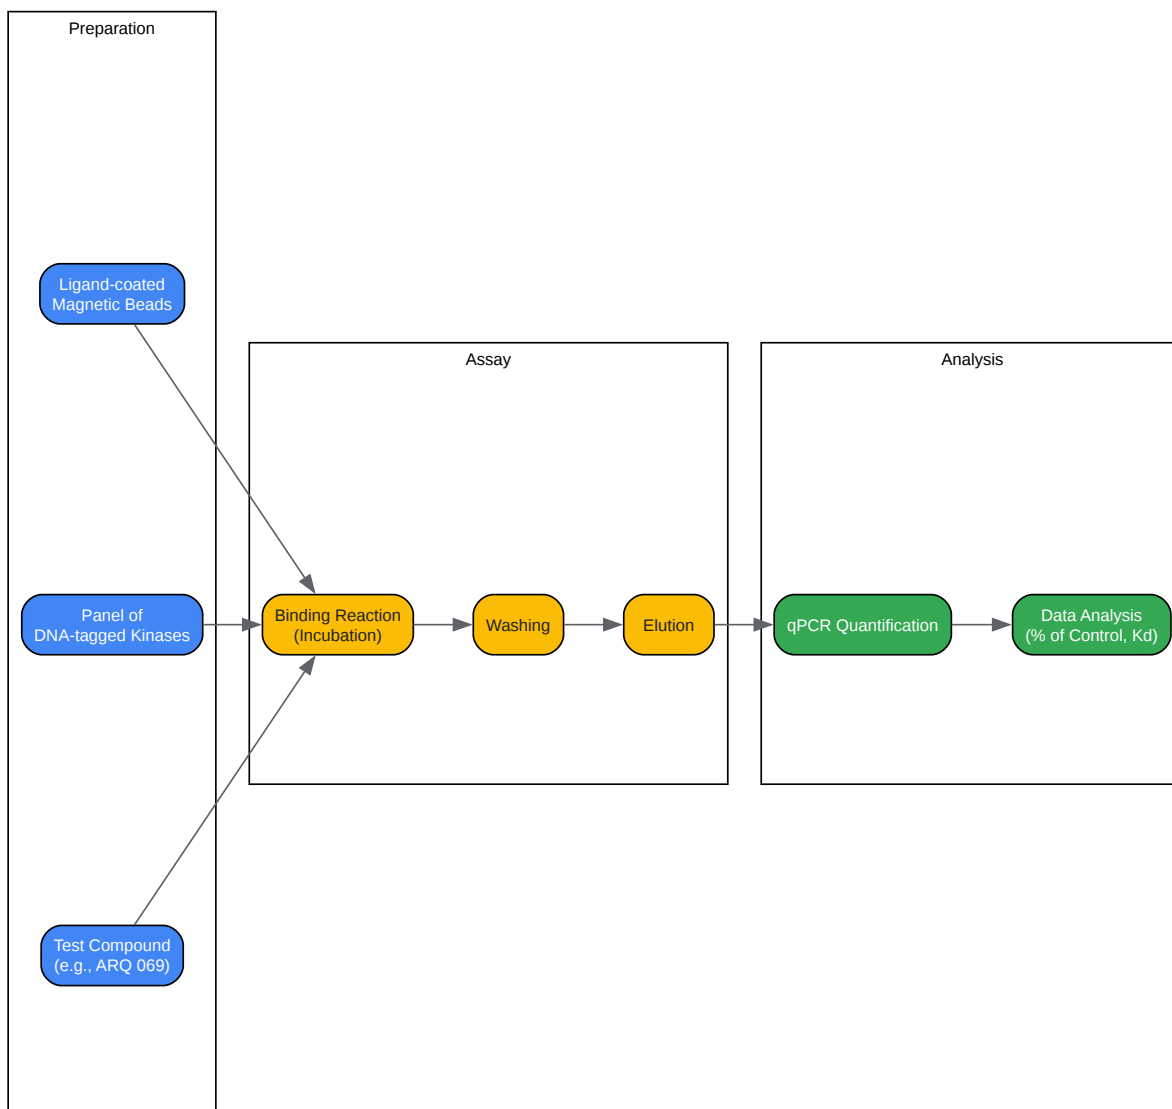 Preparation
Ligand-coated
Magnetic Beads
Panel of
DNA-tagged Kinases
Test Compound
(e.g., ARQ 069)
Assay
Binding Reaction
(Incubation)
Washing
Elution
Analysis
qPCR Quantification
Data Analysis
(% of Control, Kd)